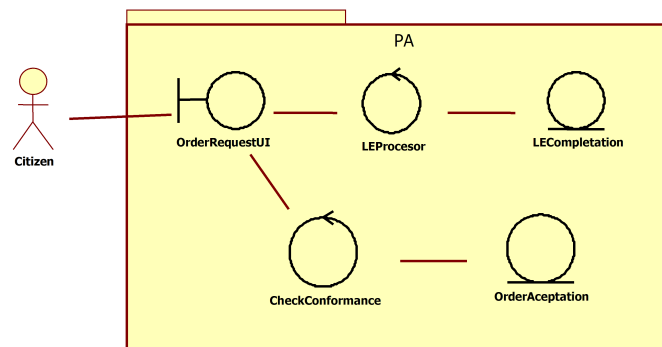 PA
Citizen
OrderRequestUI
LEProcesor
LECompletation
CheckConformance
OrderAceptation